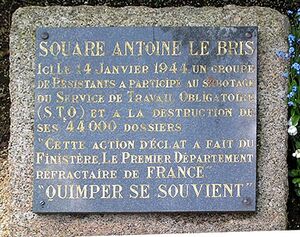 SQUARE ANTOINE LE BRIS
ICI LE 14 JANVIER 1944 UN GROUPE
DE RÉSISTANTS A PARTICIPÉ AU SABOTAGE
DU SERVICE DE TRAVAIL OBLIGATOIRE
(S.T.O) ET A LA DESTRUCTION DE
SES 44000 DOSSIERS
"CETTE ACTION D'ÉCLAT A FAIT DU
FINISTÈRE, LE PREMIER DÉPARTEMENT
RÉFRACTAIRE DE FRANCE"
"QUIMPER SE SOUVIENT"